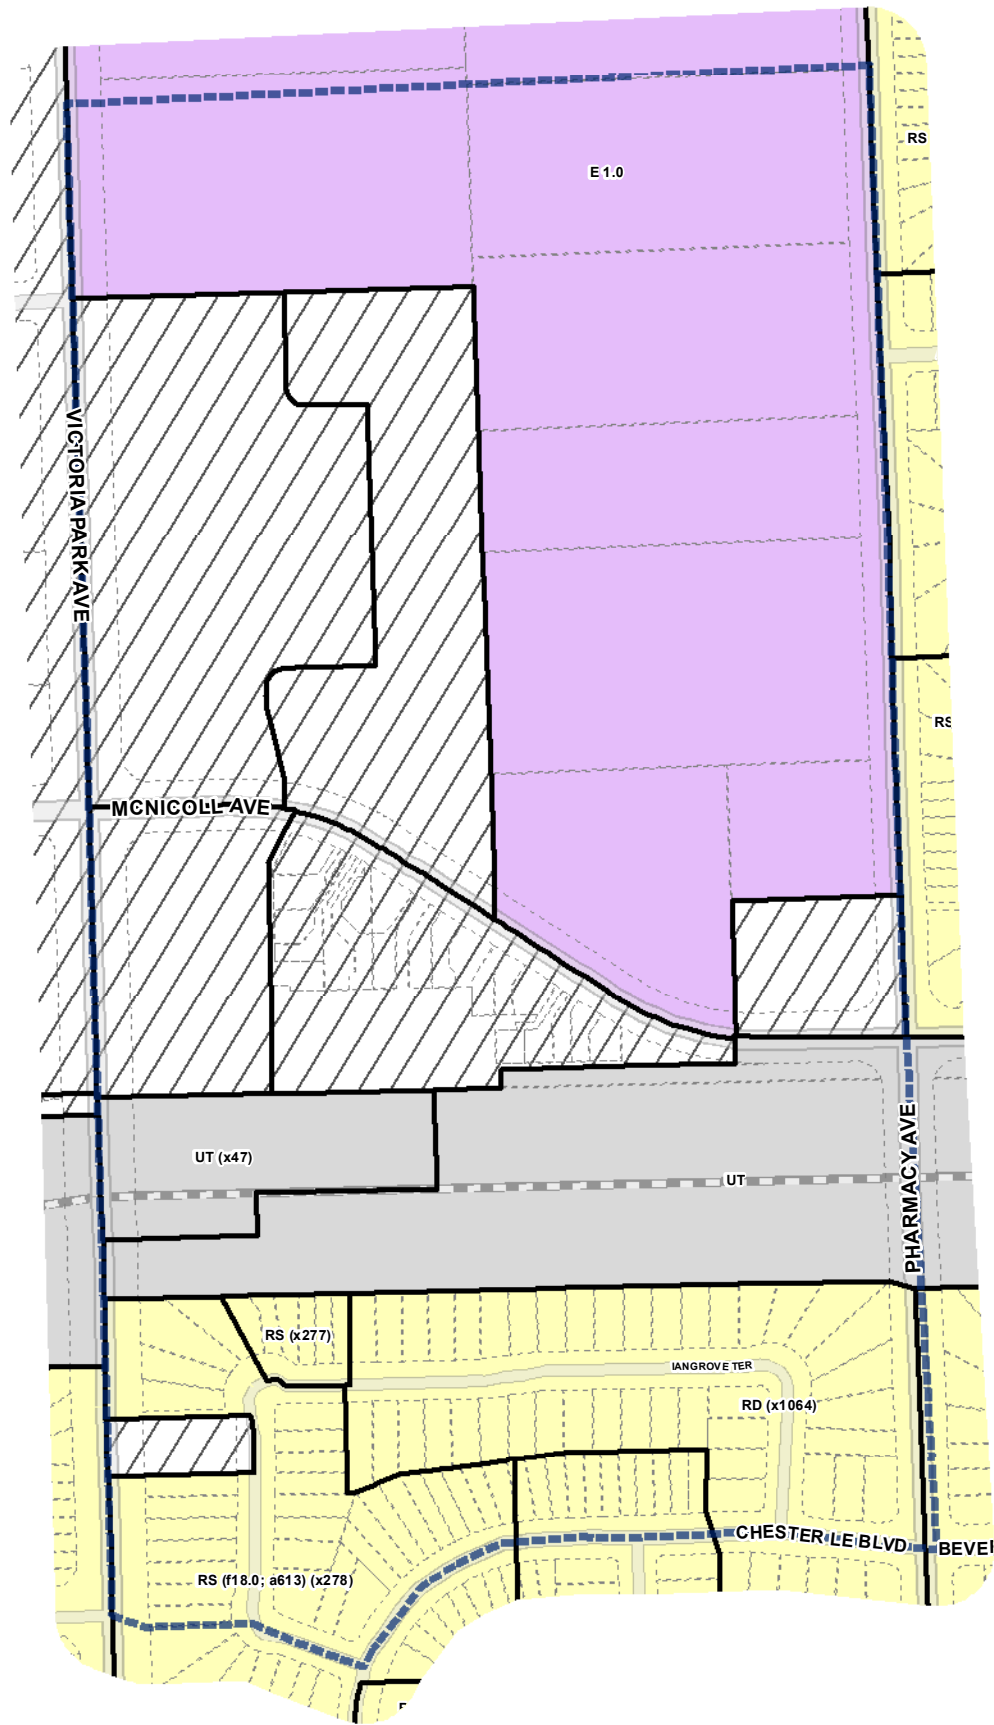 RS
E 1.0
VICTORIA PARK AVE
RS
MCNICOLL AVE
PHARMACY AVE
UT (x47)
UT
RS (x277)
IANGROVE TER
RD (x1064)
CHESTER LE BLVD
BEVE
RS (f18.0; a613) (x278)